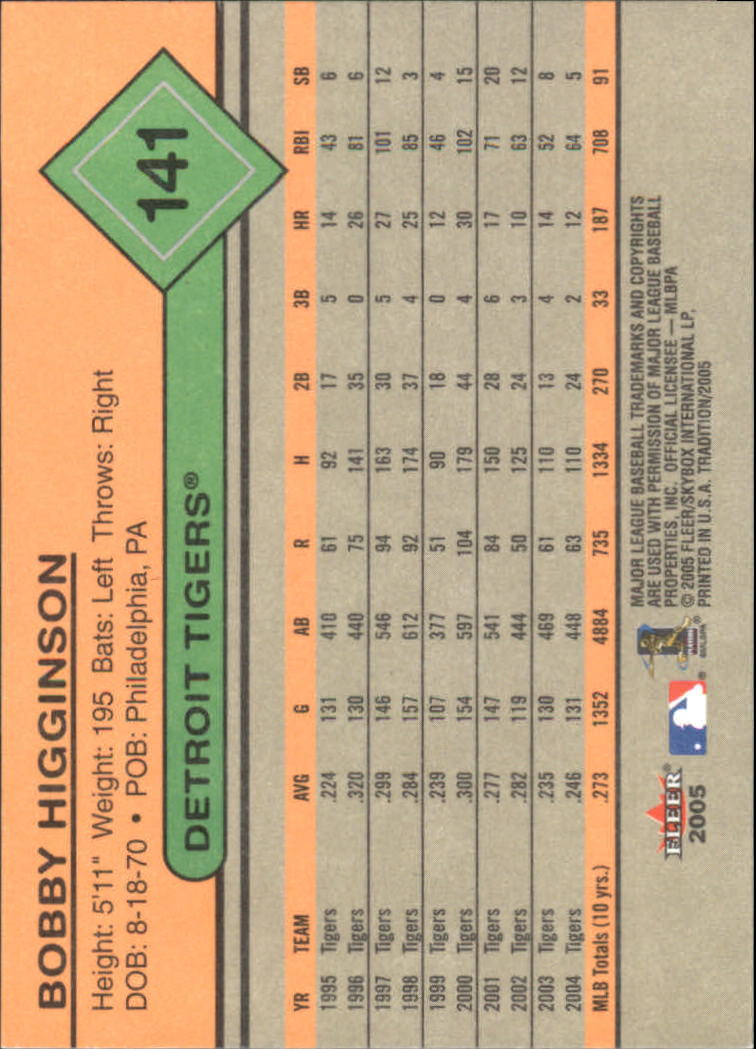 BOBBY HIGGINSON
Height: 5'11" Weight: 195 Bats: Left Throws: Right
DOB: 8-18-70 • POB: Philadelphia, PA
141
DETROIT TIGERS®
YR TEAM AVG G AB R H 2B 3B HR RBI SB
1995 Tigers .224 131 410 61 92 17 5 14 43 6
1996 Tigers .320 130 440 75 141 35 0 26 81 6
1997 Tigers .299 146 546 94 163 30 5 27 101 12
1998 Tigers .284 157 612 92 174 37 4 25 85 3
1999 Tigers .239 107 377 51 90 18 0 12 46 4
2000 Tigers .300 154 597 104 179 44 4 30 102 15
2001 Tigers .277 147 541 84 150 28 6 17 71 20
2002 Tigers .282 119 444 50 125 24 3 10 63 12
2003 Tigers .235 130 469 61 110 13 4 14 52 8
2004 Tigers .246 131 448 63 110 24 2 12 64 5
MLB Totals (10 yrs.) .273 1352 4884 735 1334 270 33 187 708 91
FLEER®
2005
®
®
©MLBPA
MAJOR LEAGUE BASEBALL TRADEMARKS AND COPYRIGHTS
ARE USED WITH PERMISSION OF MAJOR LEAGUE BASEBALL
PROPERTIES, INC. OFFICIAL LICENSEE — MLBPA
© 2005 FLEER/SKYBOX INTERNATIONAL LP,
PRINTED IN U.S.A. TRADITION/2005